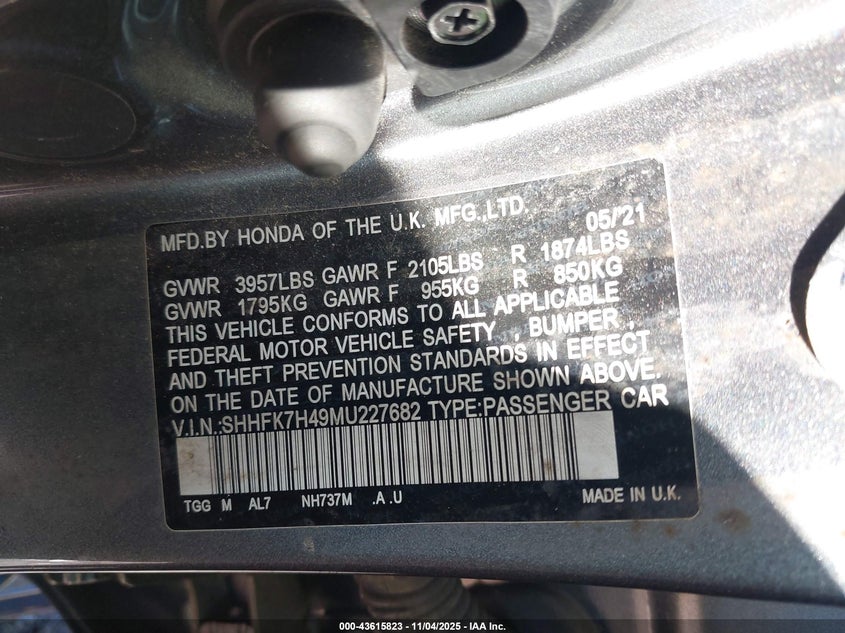 MFD.BY HONDA OF THE U.K. MFG.,LTD. 05/21
GVWR 3957LBS GAWR F 2105LBS R 1874LBS
GVWR 1795KG GAWR F 955KG R 850KG
THIS VEHICLE CONFORMS TO ALL APPLICABLE
FEDERAL MOTOR VEHICLE SAFETY , BUMPER ,
AND THEFT PREVENTION STANDARDS IN EFFECT
ON THE DATE OF MANUFACTURE SHOWN ABOVE.
V.I.N.:SHHFK7H49MU227682 TYPE:PASSENGER CAR
TGG M AL7 NH737M .A .U MADE IN U.K.
000-43615823 — 11/04/2025 — IAA Inc.